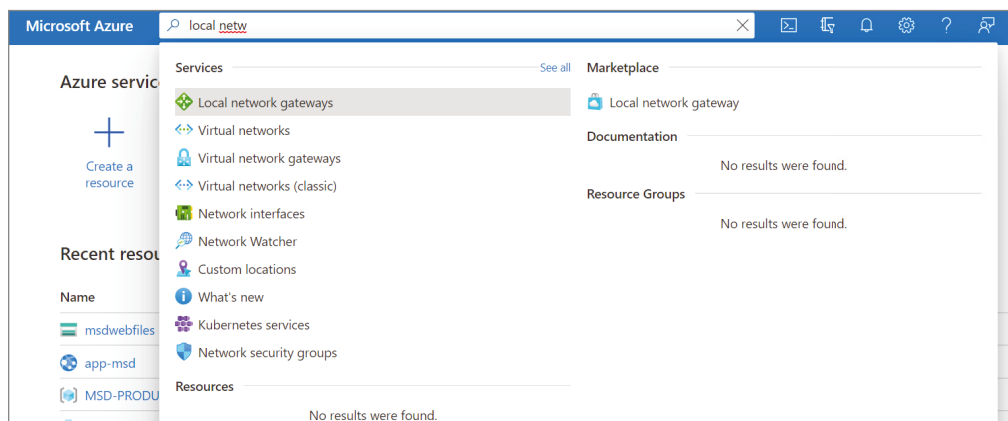 Microsoft Azure
local netw
Azure servic
Create a
resource
Recent resou
Name
msdwebfiles
app-msd
MSD-PRODU
Services
See all
Local network gateways
Virtual networks
Virtual network gateways
Virtual networks (classic)
Network interfaces
Network Watcher
Custom locations
What's new
Kubernetes services
Network security groups
Resources
No results were found.
Marketplace
Local network gateway
Documentation
No results were found.
Resource Groups
No results were found.